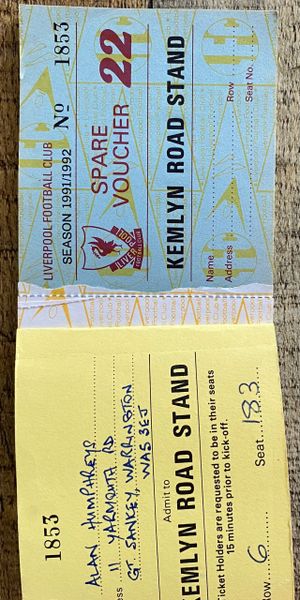 LIVERPOOL FOOTBALL CLUB
SEASON 1991/1992 No 1853
SPARE
VOUCHER 22
KEMLYN ROAD STAND
Name
Address Row
Seat No.
1853
ALAN HUMPHREYS
11 YARMOUTH RD
GT SANKEY, WARRINGTON
WA5 3EJ
Admit to
KEMLYN ROAD STAND
Ticket Holders are requested to be in their seats
15 minutes prior to kick-off.
Row 6 Seat 183